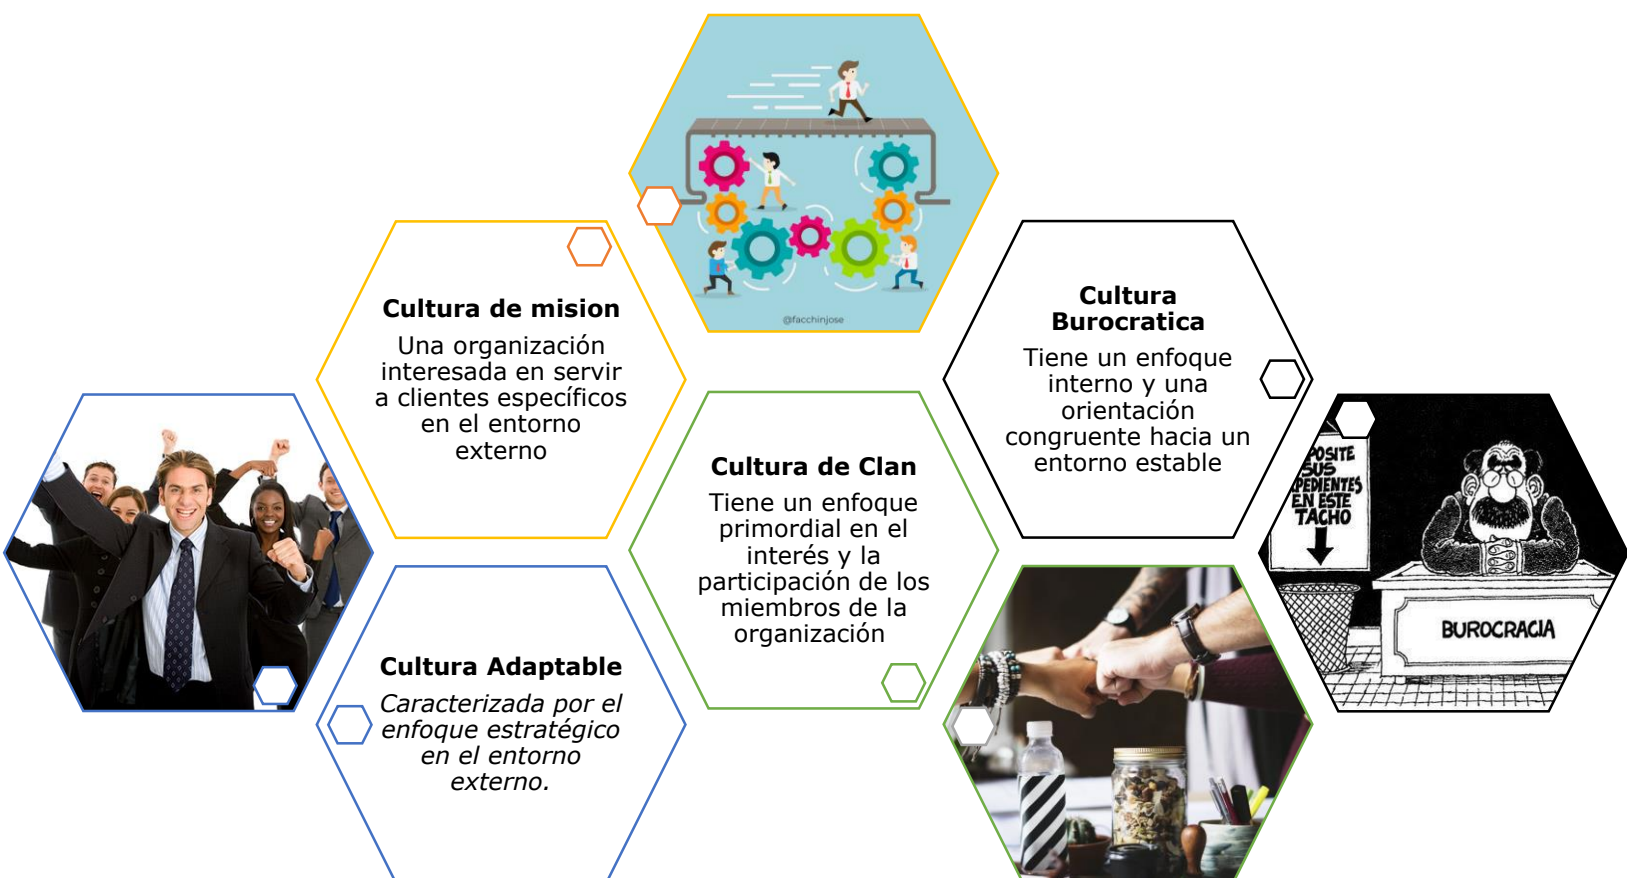 @facchinjose
Cultura de mision
Una organización
interesada en servir
a clientes específicos
en el entorno
externo
Cultura
Burocratica
Tiene un enfoque
interno y una
orientación
congruente hacia un
entorno estable
Cultura de Clan
Tiene un enfoque
primordial en el
interés y la
participación de los
miembros de la
organización
POSITE
SUS
PEDIENTES
EN ESTE
TACHO
BUROCRACIA
Cultura Adaptable
Caracterizada por el
enfoque estratégico
en el entorno
externo.